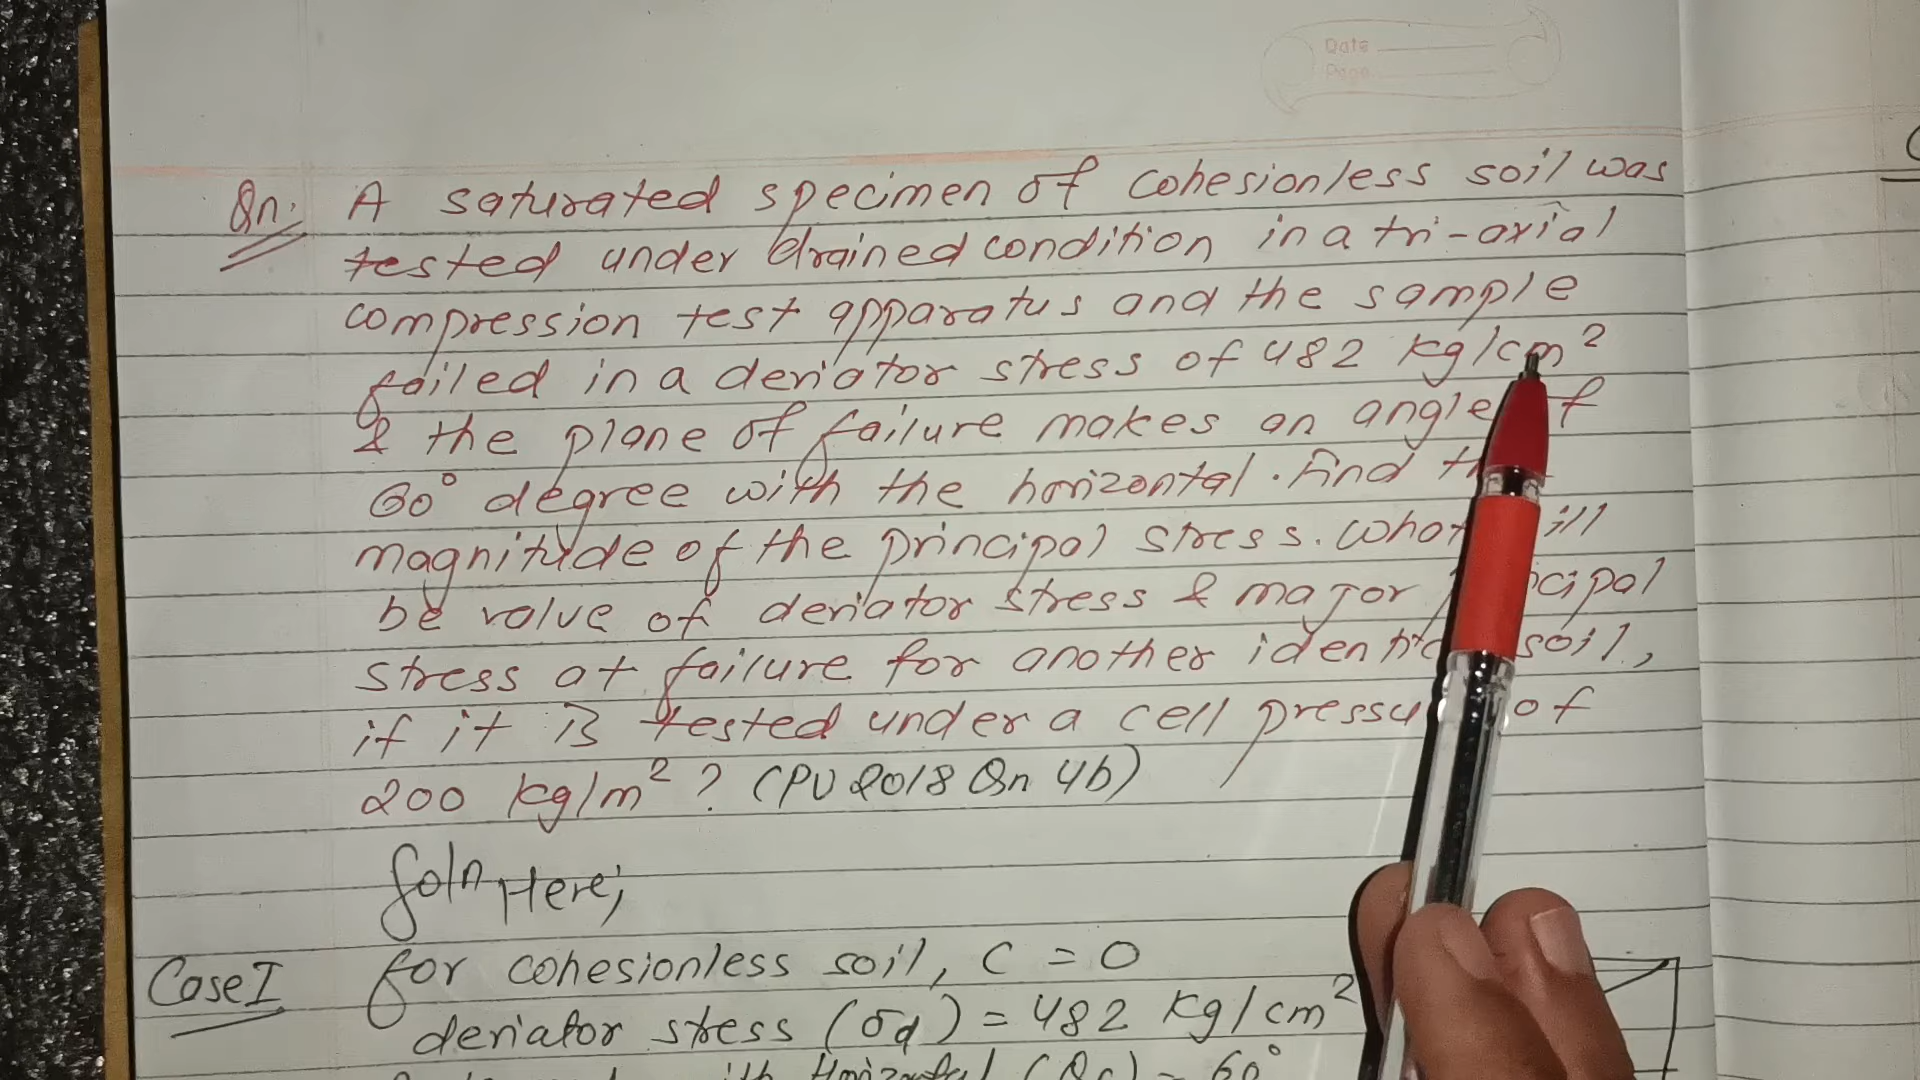 Date
Page
Qn: A saturated specimen of cohesionless soil was
tested under drained condition in a tri-axial
compression test apparatus and the sample
failed in a deviator stress of 482 kg/cm²
& the plane of failure makes an angle
60° degree with the horizontal. Find
magnitude of the principal stress. What
be value of deviator stress & major
stress at failure for another soil,
if it is tested under a cell of
200 kg/m² ? (PU 2018 Qn 4b)
Soln Here,
Case I for cohesionless soil, C = 0
deviator stress (σd) = 482 kg/cm²
Horizontal 60°